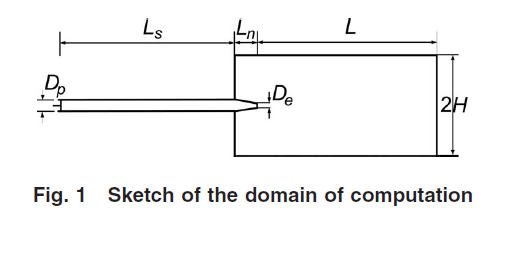 Ls Ln L
Dp De 2H
Fig. 1 Sketch of the domain of computation